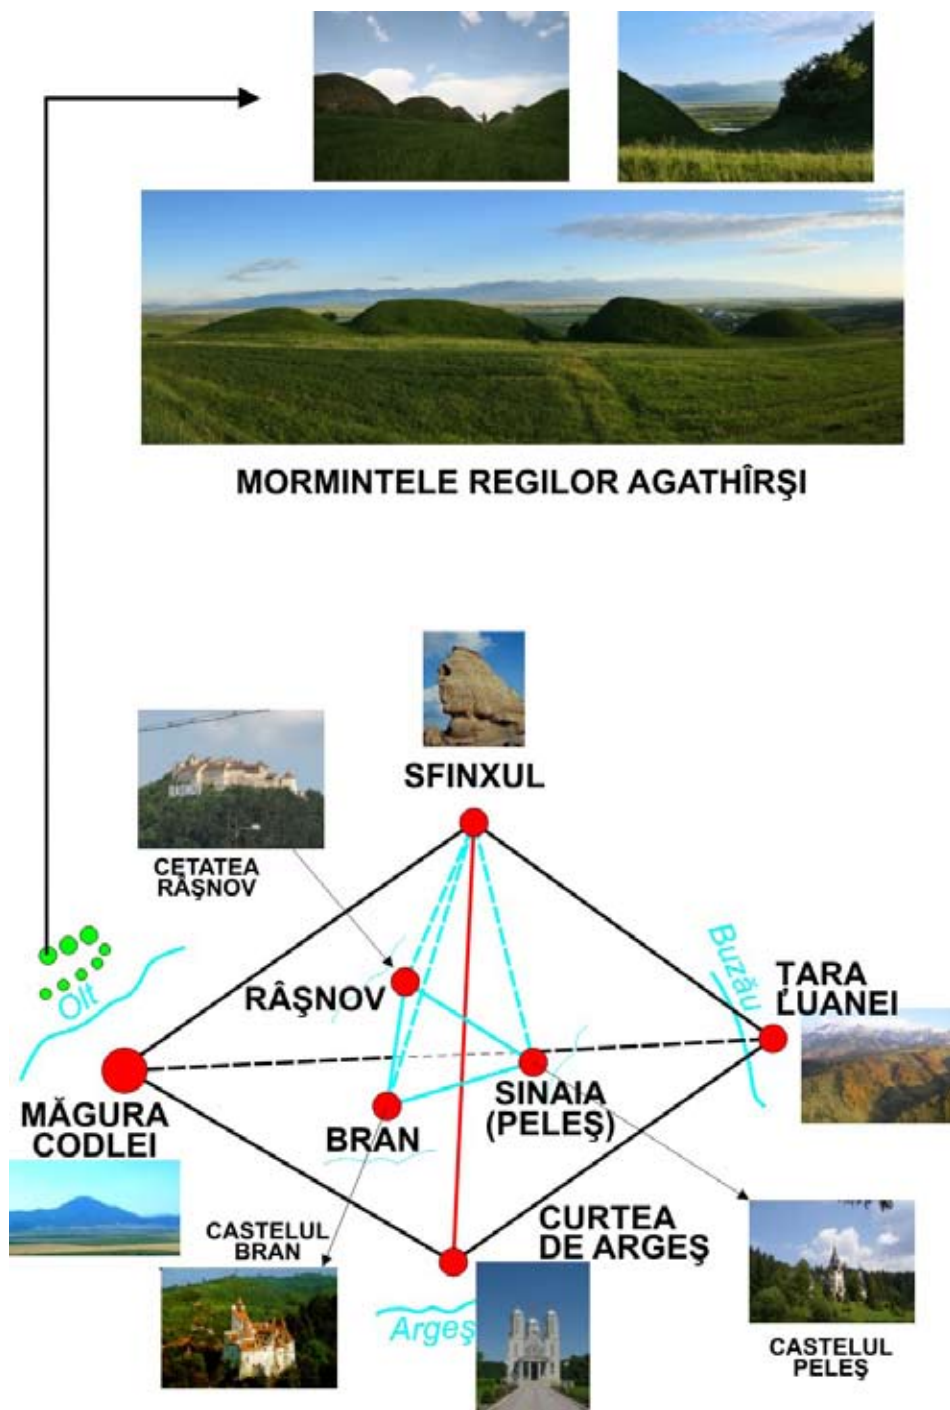 MORMINTELE REGILOR AGATHÎRŞI
SFINXUL
CETATEA
RÂŞNOV
RÂŞNOV
Olt
Buzău
ŢARA
LUANEI
MĂGURA
CODLEI
BRAN
SINAIA
(PELEŞ)
CASTELUL
BRAN
CURTEA
DE ARGEŞ
Argeş
CASTELUL
PELEŞ